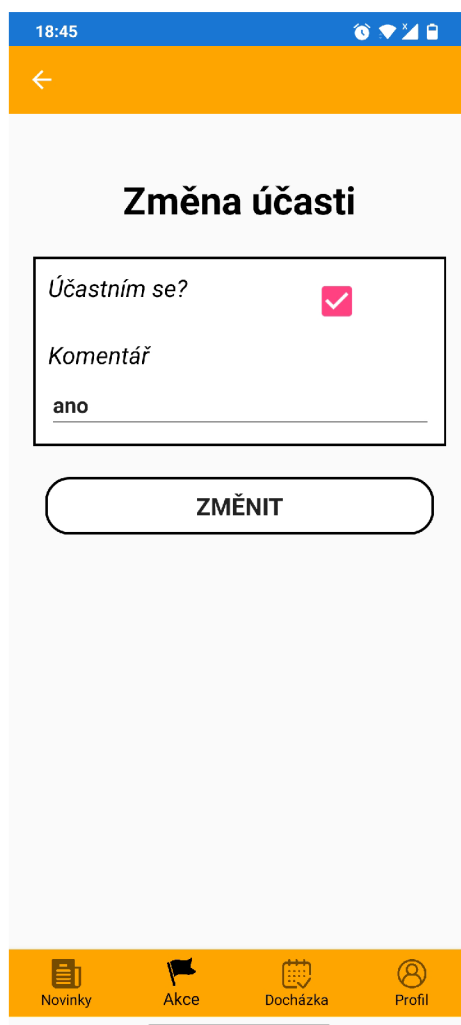 18:45
Změna účasti
Účastním se?
Komentář
ano
ZMĚNIT
Novinky Akce Docházka Profil